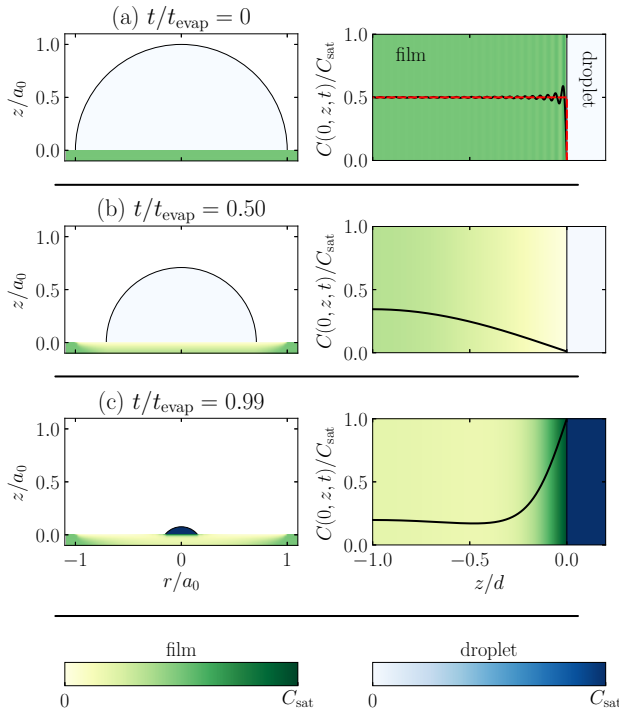 (a) t/t_evap = 0
z/a_0
1.0
0.5
0.0
C(0, z, t)/C_sat
1.0
0.5
0.0
film
droplet
(b) t/t_evap = 0.50
z/a_0
1.0
0.5
0.0
C(0, z, t)/C_sat
1.0
0.5
0.0
(c) t/t_evap = 0.99
z/a_0
1.0
0.5
0.0
−1 0 1
r/a_0
C(0, z, t)/C_sat
1.0
0.5
0.0
−1.0 −0.5 0.0
z/d
film
0 C_sat
droplet
0 C_sat